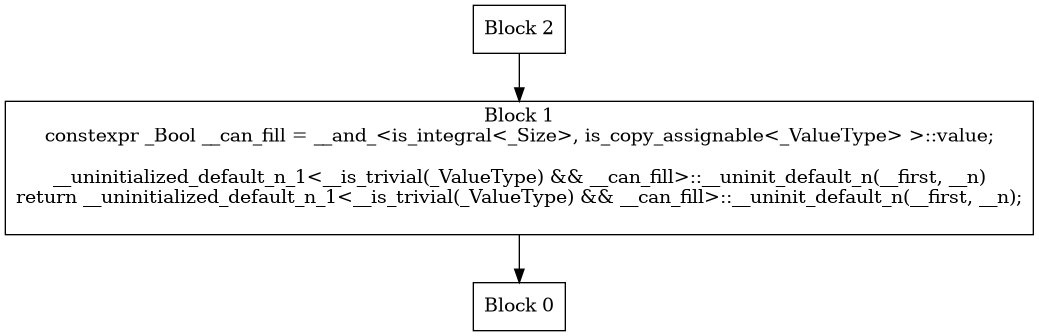 Block 2
Block 1
constexpr _Bool __can_fill = __and_<is_integral<_Size>, is_copy_assignable<_ValueType> >::value;
__uninitialized_default_n_1<__is_trivial(_ValueType) && __can_fill>::__uninit_default_n(__first, __n)
return __uninitialized_default_n_1<__is_trivial(_ValueType) && __can_fill>::__uninit_default_n(__first, __n);
Block 0